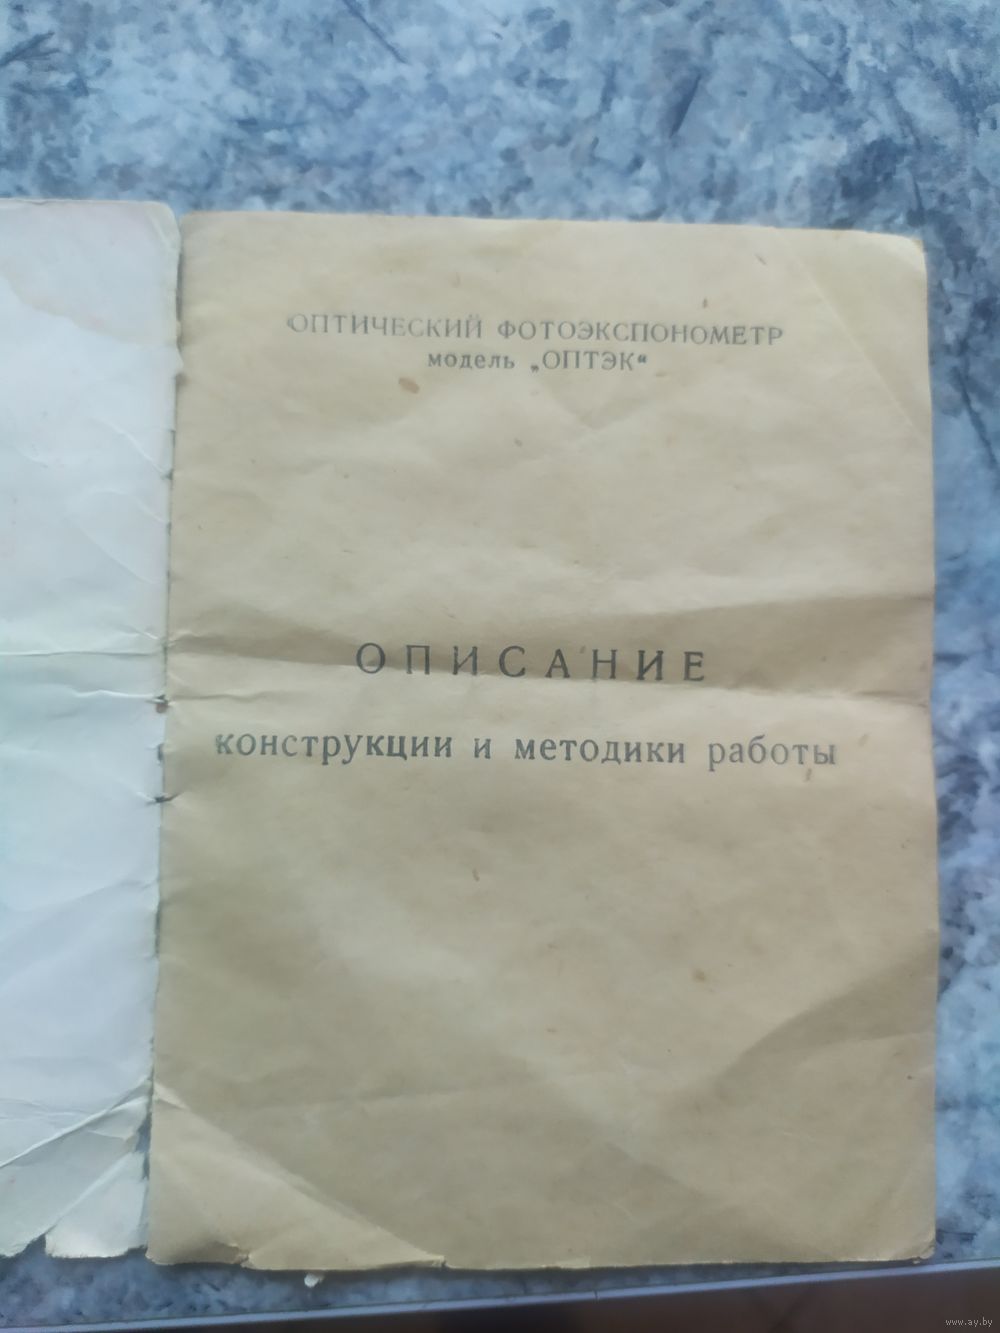 ОПТИЧЕСКИЙ ФОТОЭКСПОНОМЕТР
модель „ОПТЭК“
ОПИСАНИЕ
конструкции и методики работы
www.ay.by